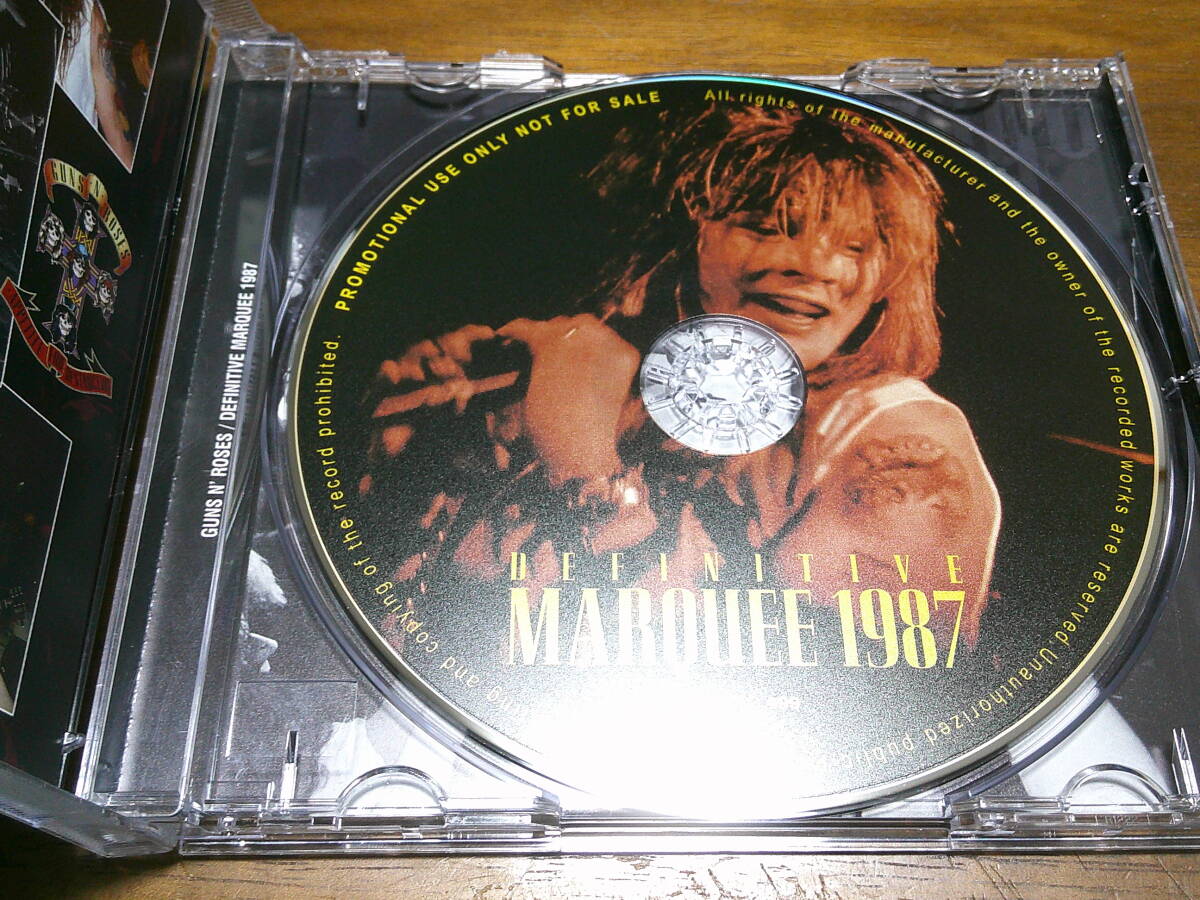 GUNS N' ROSES
GUNS N' ROSES / DEFINITIVE MARQUEE 1987
PROMOTIONAL USE ONLY NOT FOR SALE
All rights of the manufacturer and the owner of the recorded works are reserved Unauthorized public
ng and copying of the record prohibited.
DEFINITIVE
MARQUEE 1987